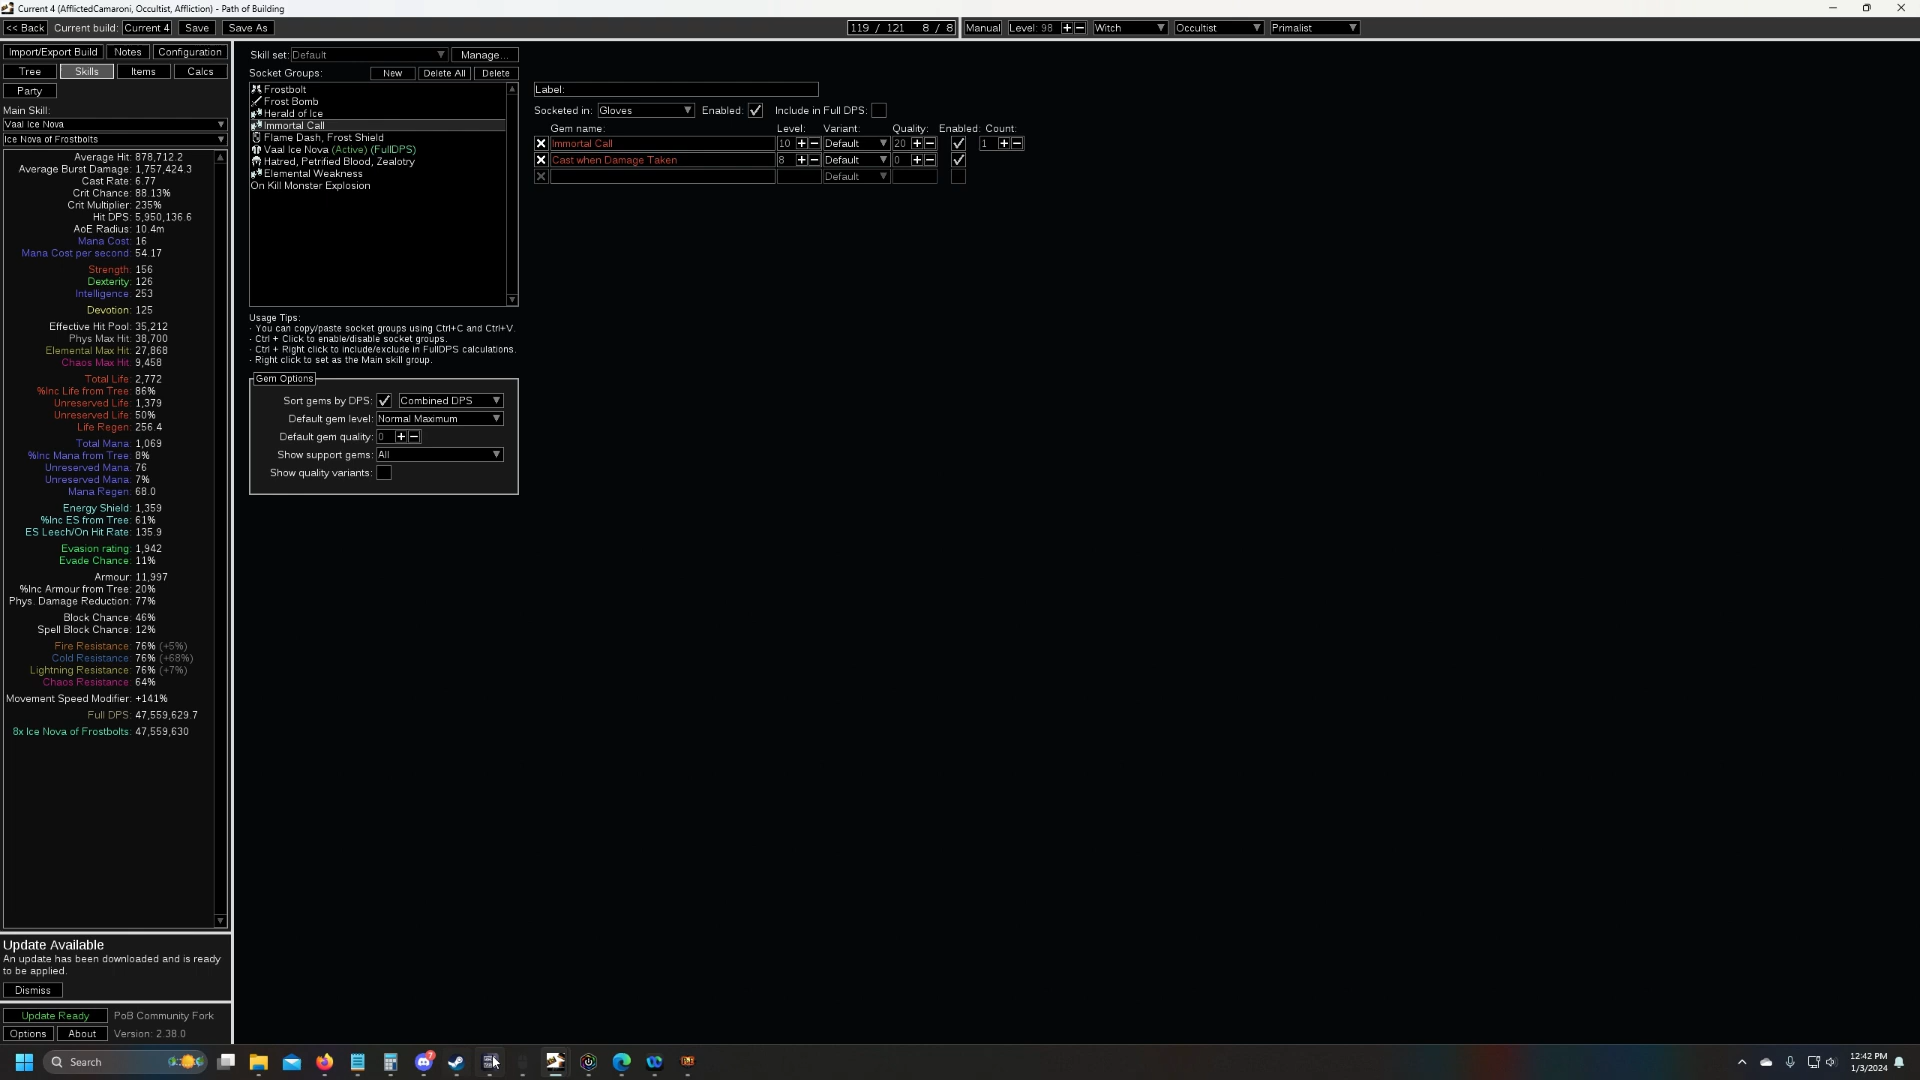 Current 4 (AfflictedCamaroni, Occultist, Affliction) - Path of Building
<< Back Current build: Current 4 Save Save As 119 / 121 8 / 8 Manual Level: 98 Witch Occultist Primalist
Import/Export Build Notes Configuration
Tree Skills Items Calcs
Party
Main Skill:
Vaal Ice Nova
Ice Nova of Frostbolts
Average Hit: 878,712.2
Average Burst Damage: 1,757,424.3
Cast Rate: 6.77
Crit Chance: 88.13%
Crit Multiplier: 235%
Hit DPS: 5,950,136.6
AoE Radius: 10.4m
Mana Cost: 16
Mana Cost per second: 54.17
Strength: 156
Dexterity: 126
Intelligence: 253
Devotion: 125
Effective Hit Pool: 35,212
Phys Max Hit: 38,700
Elemental Max Hit: 27,868
Chaos Max Hit: 9,458
Total Life: 2,772
%Inc Life from Tree: 86%
Unreserved Life: 1,379
Unreserved Life: 50%
Life Regen: 256.4
Total Mana: 1,069
%Inc Mana from Tree: 8%
Unreserved Mana: 76
Unreserved Mana: 7%
Mana Regen: 68.0
Energy Shield: 1,359
%Inc ES from Tree: 61%
ES Leech/On Hit Rate: 135.9
Evasion rating: 1,942
Evade Chance: 11%
Armour: 11,997
%Inc Armour from Tree: 20%
Phys. Damage Reduction: 77%
Block Chance: 46%
Spell Block Chance: 12%
Fire Resistance: 76% (+5%)
Cold Resistance: 76% (+68%)
Lightning Resistance: 76% (+7%)
Chaos Resistance: 64%
Movement Speed Modifier: +141%
Full DPS: 47,559,629.7
8x Ice Nova of Frostbolts: 47,559,630
Update Available
An update has been downloaded and is ready
to be applied.
Dismiss
Update Ready PoB Community Fork
Options About Version: 2.38.0
Skill set: Default Manage...
Socket Groups: New Delete All Delete
Frostbolt
Frost Bomb
Herald of Ice
Immortal Call
Flame Dash, Frost Shield
Vaal Ice Nova (Active) (FullDPS)
Hatred, Petrified Blood, Zealotry
Elemental Weakness
On Kill Monster Explosion
Usage Tips:
- You can copy/paste socket groups using Ctrl+C and Ctrl+V.
- Ctrl + Click to enable/disable socket groups.
- Ctrl + Right click to include/exclude in FullDPS calculations.
- Right click to set as the Main skill group.
Gem Options
Sort gems by DPS: Combined DPS
Default gem level: Normal Maximum
Default gem quality: 0
Show support gems: All
Show quality variants:
Label:
Socketed in: Gloves Enabled: Include in Full DPS:
Gem name: Level: Variant: Quality: Enabled: Count:
Immortal Call 10 Default 20 1
Cast when Damage Taken 8 Default 0
Default
Search
7
12:42 PM
1/3/2024